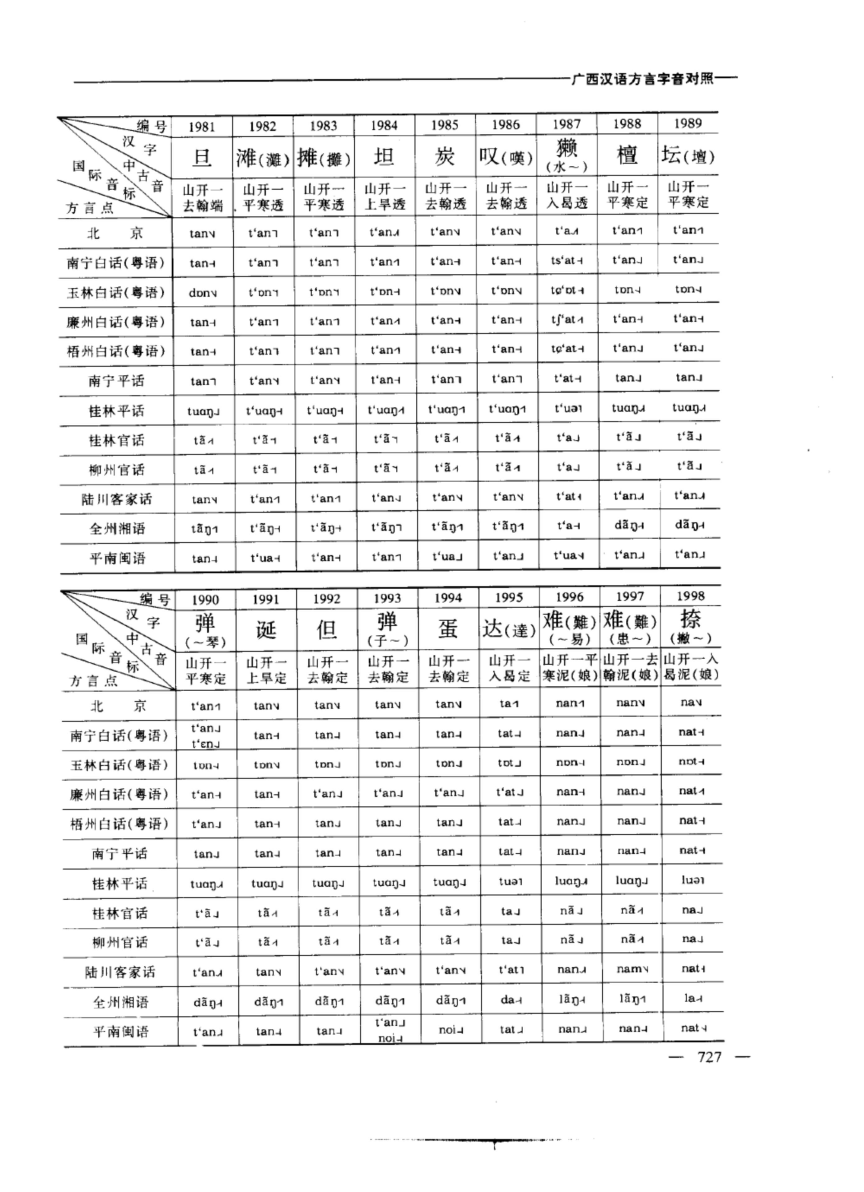 广西汉语方言字音对照
编号 1981 1982 1983 1984 1985 1986 1987 1988 1989
汉字 旦 滩(灘) 摊(攤) 坦 炭 叹(嘆) 獭(水～) 檀 坛(壇)
国际音标 中古音 方言点
山开一 山开一 山开一 山开一 山开一 山开一 山开一 山开一 山开一
去翰端 平寒透 平寒透 上旱透 去翰透 去翰透 入曷透 平寒定 平寒定
北京 tan t‘an t‘an t‘an t‘an t‘an t‘a t‘an t‘an
南宁白话(粤语) tan t‘an t‘an t‘an t‘an t‘an ts‘at t‘an t‘an
玉林白话(粤语) dɒn t‘ɒn t‘ɒn t‘ɒn t‘ɒn t‘ɒn tɕ‘ɒt tɒn tɒn
廉州白话(粤语) tan t‘an t‘an t‘an t‘an t‘an tʃ‘at t‘an t‘an
梧州白话(粤语) tan t‘an t‘an t‘an t‘an t‘an tɕ‘at t‘an t‘an
南宁平话 tan t‘an t‘an t‘an t‘an t‘an t‘at tan tan
桂林平话 tuɑŋ t‘uɑŋ t‘uɑŋ t‘uɑŋ t‘uɑŋ t‘uɑŋ t‘uə tuɑŋ tuɑŋ
桂林官话 tã t‘ã t‘ã t‘ã t‘ã t‘ã t‘a t‘ã t‘ã
柳州官话 tã t‘ã t‘ã t‘ã t‘ã t‘ã t‘a t‘ã t‘ã
陆川客家话 tan t‘an t‘an t‘an t‘an t‘an t‘at t‘an t‘an
全州湘语 tãŋ t‘ãŋ t‘ãŋ t‘ãŋ t‘ãŋ t‘ãŋ t‘a dãŋ dãŋ
平南闽语 tan t‘ua t‘an t‘an t‘ua t‘an t‘ua t‘an t‘an
编号 1990 1991 1992 1993 1994 1995 1996 1997 1998
汉字 弹(～琴) 诞 但 弹(子～) 蛋 达(達) 难(難)(～易) 难(難)(患～) 捺(撇～)
国际音标 中古音 方言点
山开一 山开一 山开一 山开一 山开一 山开一 山开一平 山开一去 山开一入
平寒定 上旱定 去翰定 去翰定 去翰定 入曷定 寒泥(娘) 翰泥(娘) 曷泥(娘)
北京 t‘an tan tan tan tan ta nan nan na
南宁白话(粤语) t‘an t‘ɛn tan tan tan tan tat nan nan nat
玉林白话(粤语) tɒn tɒn tɒn tɒn tɒn tɒt nɒn nɒn nɒt
廉州白话(粤语) t‘an tan t‘an t‘an t‘an t‘at nan nan nat
梧州白话(粤语) t‘an tan tan tan tan tat nan nan nat
南宁平话 tan tan tan tan tan tat nan nan nat
桂林平话 tuɑŋ tuɑŋ tuɑŋ tuɑŋ tuɑŋ tuə luɑŋ luɑŋ luə
桂林官话 t‘ã tã tã tã tã ta nã nã na
柳州官话 t‘ã tã tã tã tã ta nã nã na
陆川客家话 t‘an tan t‘an t‘an t‘an t‘at nan nam nat
全州湘语 dãŋ dãŋ dãŋ dãŋ dãŋ da lãŋ lãŋ la
平南闽语 t‘an tan tan t‘an noi noi tat nan nan nat
— 727 —